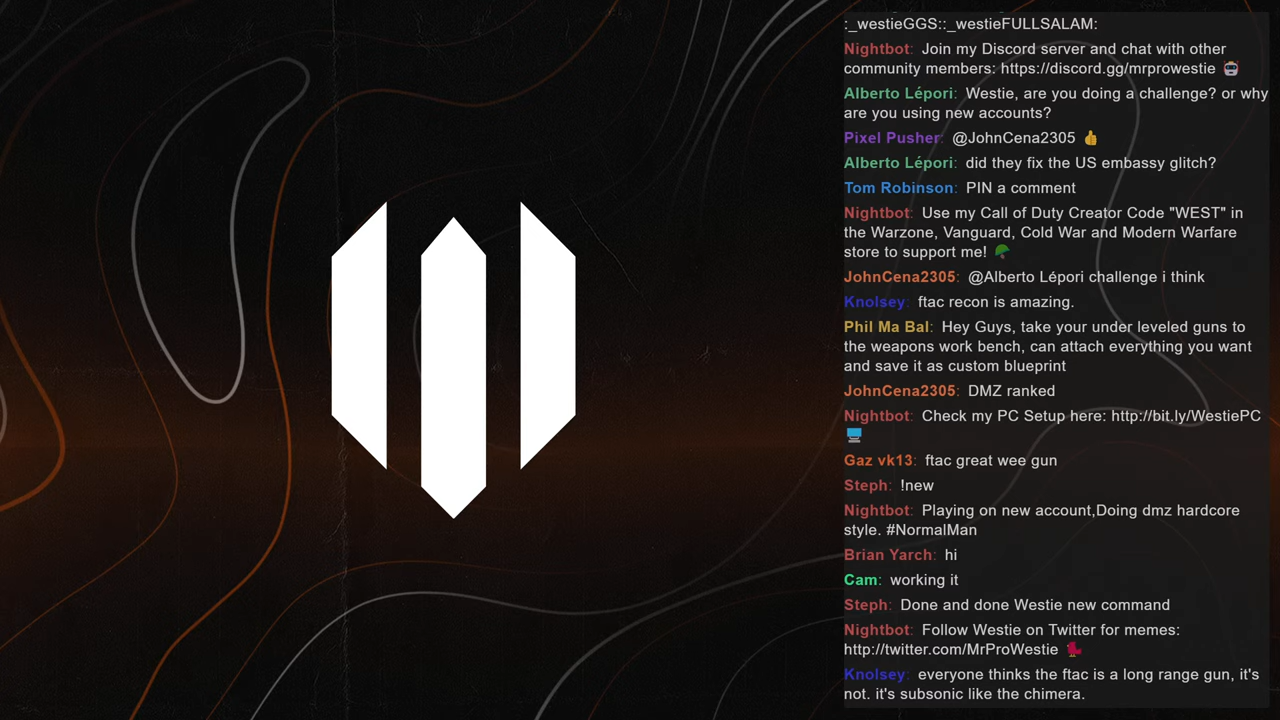 :_westieGGS::_westieFULLSALAM:
Nightbot: Join my Discord server and chat with other
community members: https://discord.gg/mrprowestie
Alberto Lépori: Westie, are you doing a challenge? or why
are you using new accounts?
Pixel Pusher: @JohnCena2305 👍
Alberto Lépori: did they fix the US embassy glitch?
Tom Robinson: PIN a comment
Nightbot: Use my Call of Duty Creator Code "WEST" in
the Warzone, Vanguard, Cold War and Modern Warfare
store to support me!
JohnCena2305: @Alberto Lépori challenge i think
Knolsey: ftac recon is amazing.
Phil Ma Bal: Hey Guys, take your under leveled guns to
the weapons work bench, can attach everything you want
and save it as custom blueprint
JohnCena2305: DMZ ranked
Nightbot: Check my PC Setup here: http://bit.ly/WestiePC
Gaz vk13: ftac great wee gun
Steph: !new
Nightbot: Playing on new account,Doing dmz hardcore
style. #NormalMan
Brian Yarch: hi
Cam: working it
Steph: Done and done Westie new command
Nightbot: Follow Westie on Twitter for memes:
http://twitter.com/MrProWestie
Knolsey: everyone thinks the ftac is a long range gun, it's
not. it's subsonic like the chimera.